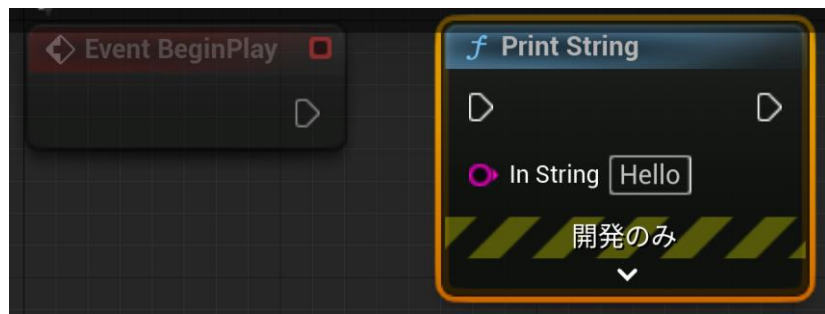 Event BeginPlay
Print String
In String Hello
開発のみ